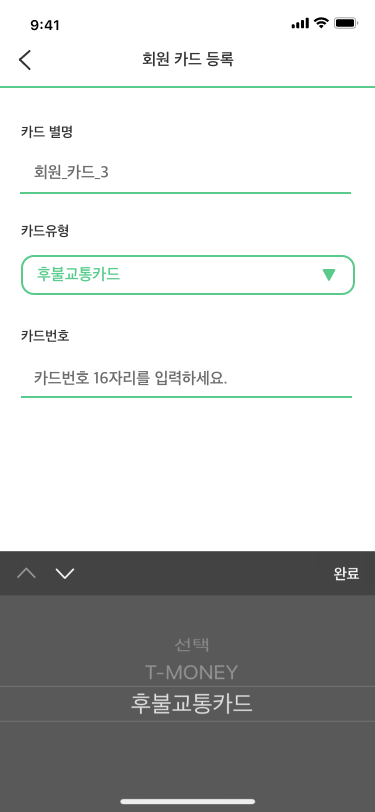 9:41
회원 카드 등록
카드 별명
회원_카드_3
카드유형
후불교통카드
카드번호
카드번호 16자리를 입력하세요.
완료
선택
T-MONEY
후불교통카드